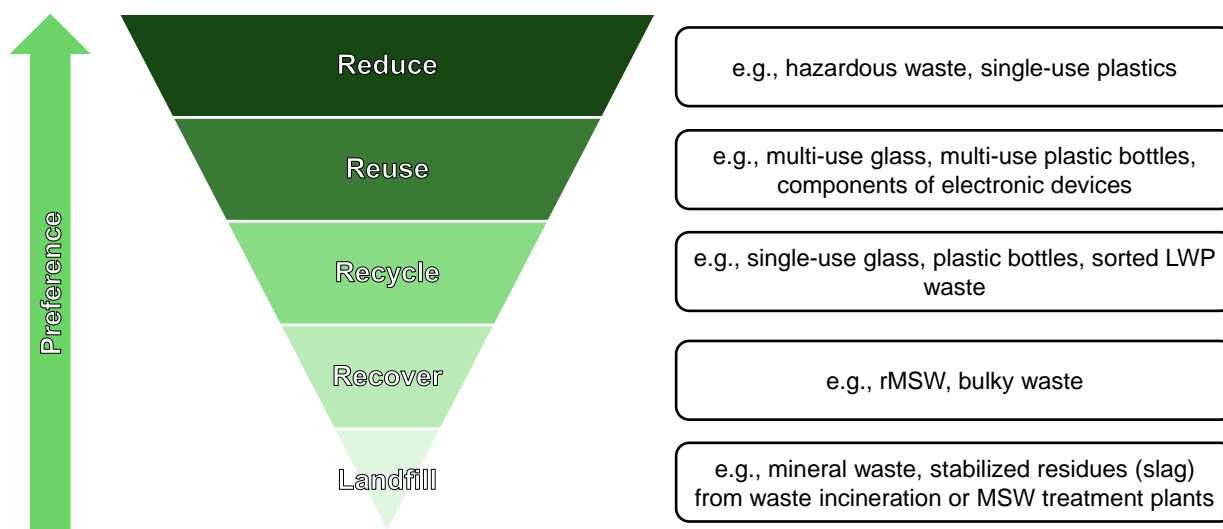 Preference
Reduce
e.g., hazardous waste, single-use plastics
Reuse
e.g., multi-use glass, multi-use plastic bottles,
components of electronic devices
Recycle
e.g., single-use glass, plastic bottles, sorted LWP
waste
Recover
e.g., rMSW, bulky waste
Landfill
e.g., mineral waste, stabilized residues (slag)
from waste incineration or MSW treatment plants